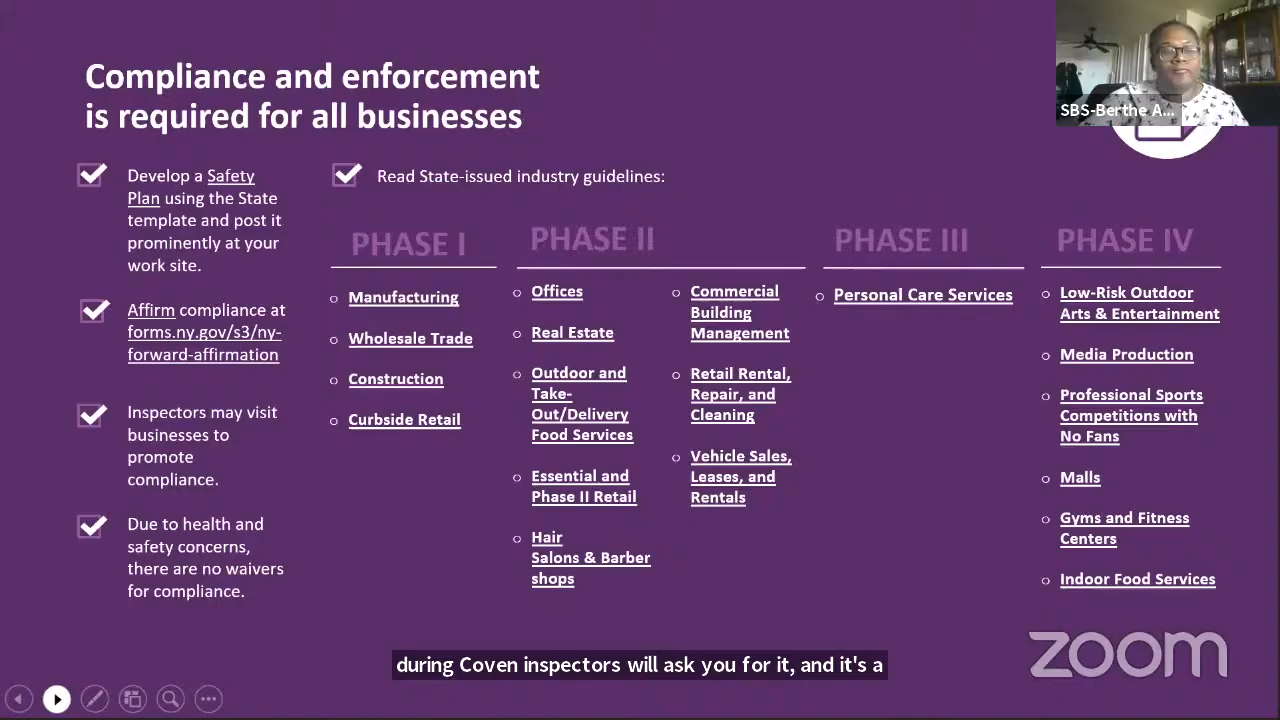 Compliance and enforcement
is required for all businesses
SBS-Berthe A...
Develop a Safety
Plan using the State
template and post it
prominently at your
work site.
Affirm compliance at
forms.ny.gov/s3/ny-
forward-affirmation
Inspectors may visit
businesses to
promote
compliance.
Due to health and
safety concerns,
there are no waivers
for compliance.
Read State-issued industry guidelines:
PHASE I
Manufacturing
Wholesale Trade
Construction
Curbside Retail
PHASE II
Offices
Real Estate
Outdoor and
Take-
Out/Delivery
Food Services
Essential and
Phase II Retail
Hair
Salons & Barber
shops
Commercial
Building
Management
Retail Rental,
Repair, and
Cleaning
Vehicle Sales,
Leases, and
Rentals
PHASE III
Personal Care Services
PHASE IV
Low-Risk Outdoor
Arts & Entertainment
Media Production
Professional Sports
Competitions with
No Fans
Malls
Gyms and Fitness
Centers
Indoor Food Services
during Coven inspectors will ask you for it, and it's a
zoom